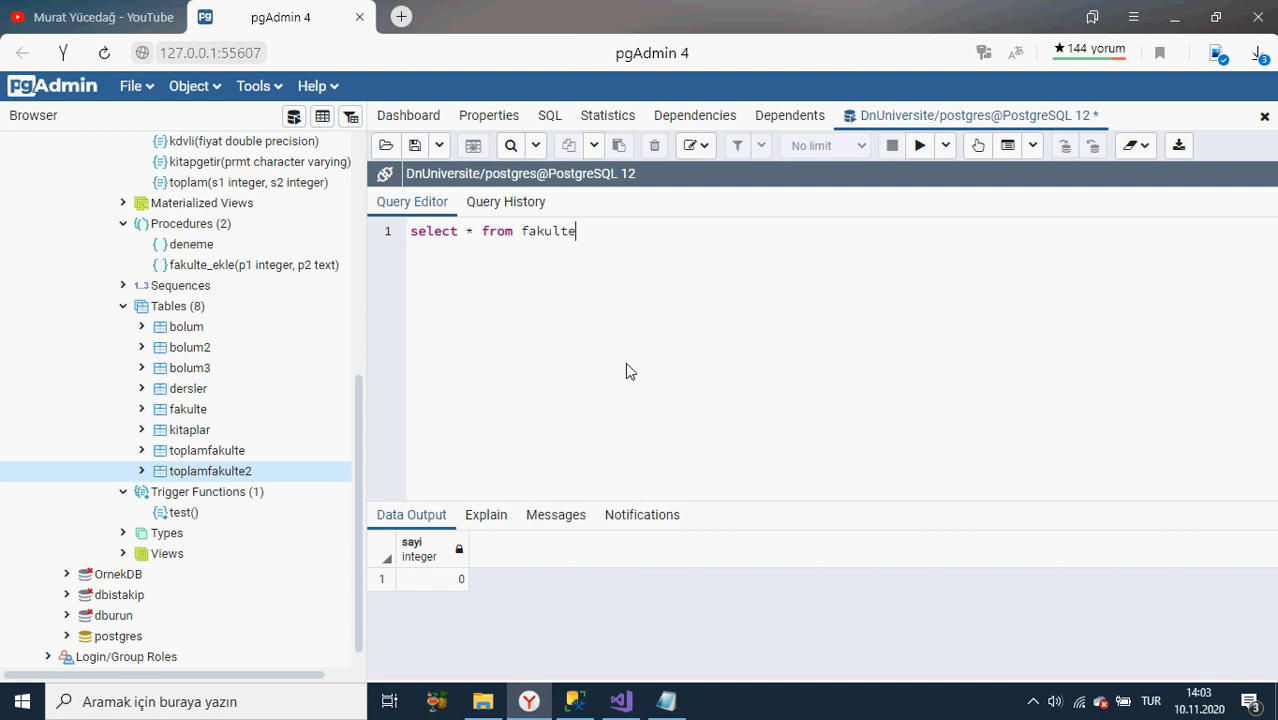 Murat Yücedağ - YouTube
pgAdmin 4
127.0.0.1:55607
pgAdmin 4
★144 yorum
3
pgAdmin
File
Object
Tools
Help
Browser
Dashboard
Properties
SQL
Statistics
Dependencies
Dependents
DnUniversite/postgres@PostgreSQL 12 *
kdvli(fiyat double precision)
kitapgetir(prmt character varying)
toplam(s1 integer, s2 integer)
Materialized Views
Procedures (2)
deneme
fakulte_ekle(p1 integer, p2 text)
1..3 Sequences
Tables (8)
bolum
bolum2
bolum3
dersler
fakulte
kitaplar
toplamfakulte
toplamfakulte2
Trigger Functions (1)
test()
Types
Views
OrnekDB
dbistakip
dburun
postgres
Login/Group Roles
No limit
DnUniversite/postgres@PostgreSQL 12
Query Editor
Query History
1 select * from fakulte
Data Output
Explain
Messages
Notifications
sayi
integer
1 0
Aramak için buraya yazın
TUR
14:03
10.11.2020
3